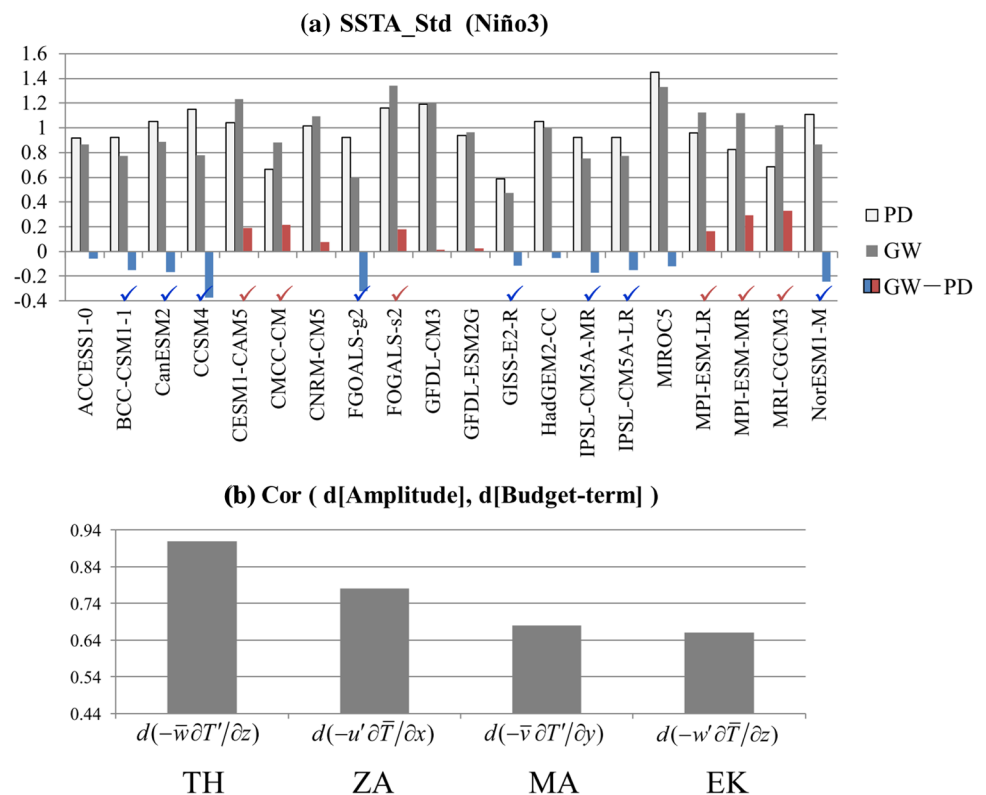 (a) SSTA_Std (Niño3)
1.6
1.4
1.2
1
0.8
0.6
0.4
0.2
0
-0.2
-0.4
PD
GW
GW—PD
ACCESS1-0
BCC-CSM1-1
CanESM2
CCSM4
CESM1-CAM5
CMCC-CM
CNRM-CM5
FGOALS-g2
FOGALS-s2
GFDL-CM3
GFDL-ESM2G
GISS-E2-R
HadGEM2-CC
IPSL-CM5A-MR
IPSL-CM5A-LR
MIROC5
MPI-ESM-LR
MPI-ESM-MR
MRI-CGCM3
NorESM1-M
(b) Cor ( d[Amplitude], d[Budget-term] )
0.94
0.84
0.74
0.64
0.54
0.44
d(−w̅ ∂T′/∂z) d(−u′ ∂T̅/∂x) d(−v̅ ∂T′/∂y) d(−w′ ∂T̅/∂z)
TH ZA MA EK